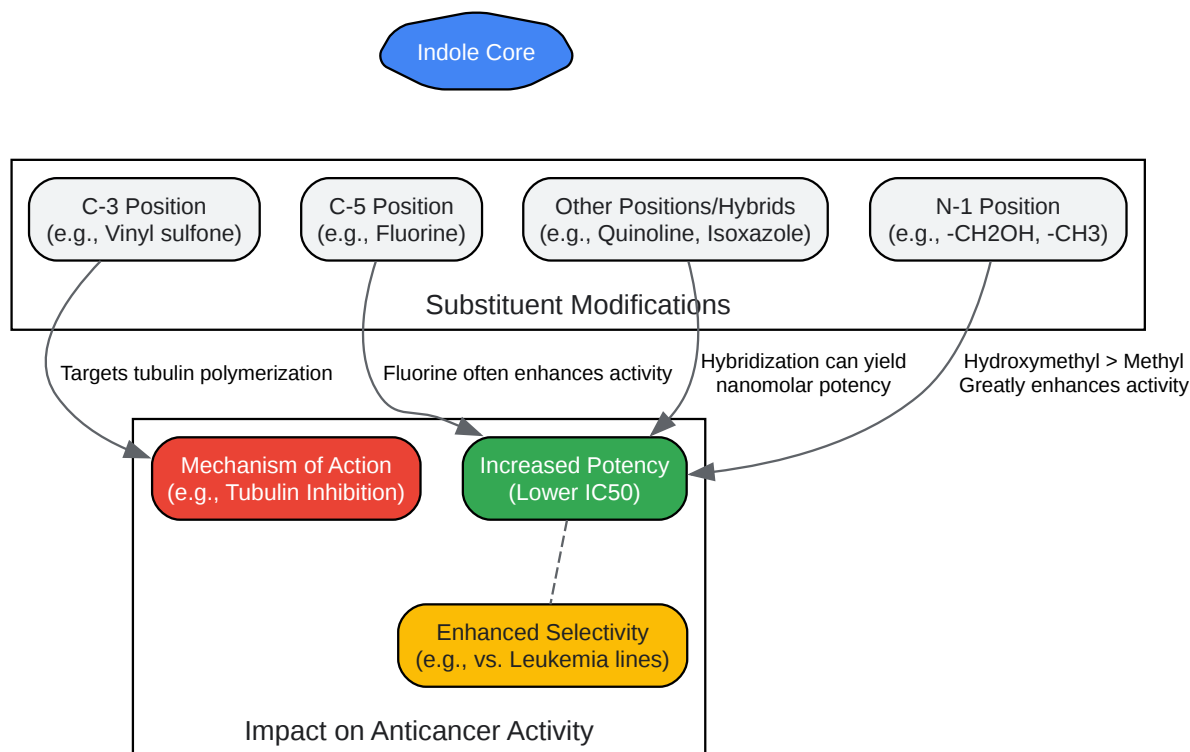 Indole Core
C-3 Position
(e.g., Vinyl sulfone)
C-5 Position
(e.g., Fluorine)
Other Positions/Hybrids
(e.g., Quinoline, Isoxazole)
N-1 Position
(e.g., -CH2OH, -CH3)
Substituent Modifications
Targets tubulin polymerization
Fluorine often enhances activity
Hybridization can yield
nanomolar potency
Hydroxymethyl > Methyl
Greatly enhances activity
Mechanism of Action
(e.g., Tubulin Inhibition)
Increased Potency
(Lower IC50)
Enhanced Selectivity
(e.g., vs. Leukemia lines)
Impact on Anticancer Activity